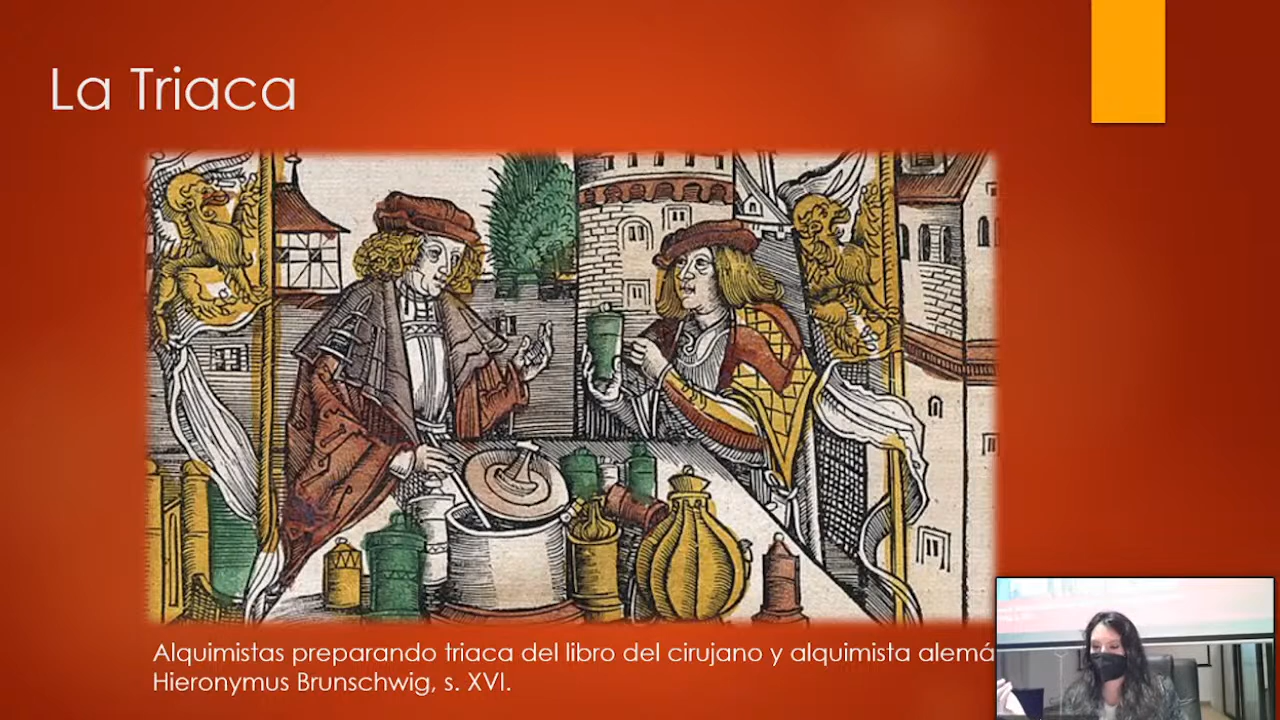 La Triaca
Alquimistas preparando triaca del libro del cirujano y alquimista alemá
Hieronymus Brunschwig, s. XVI.